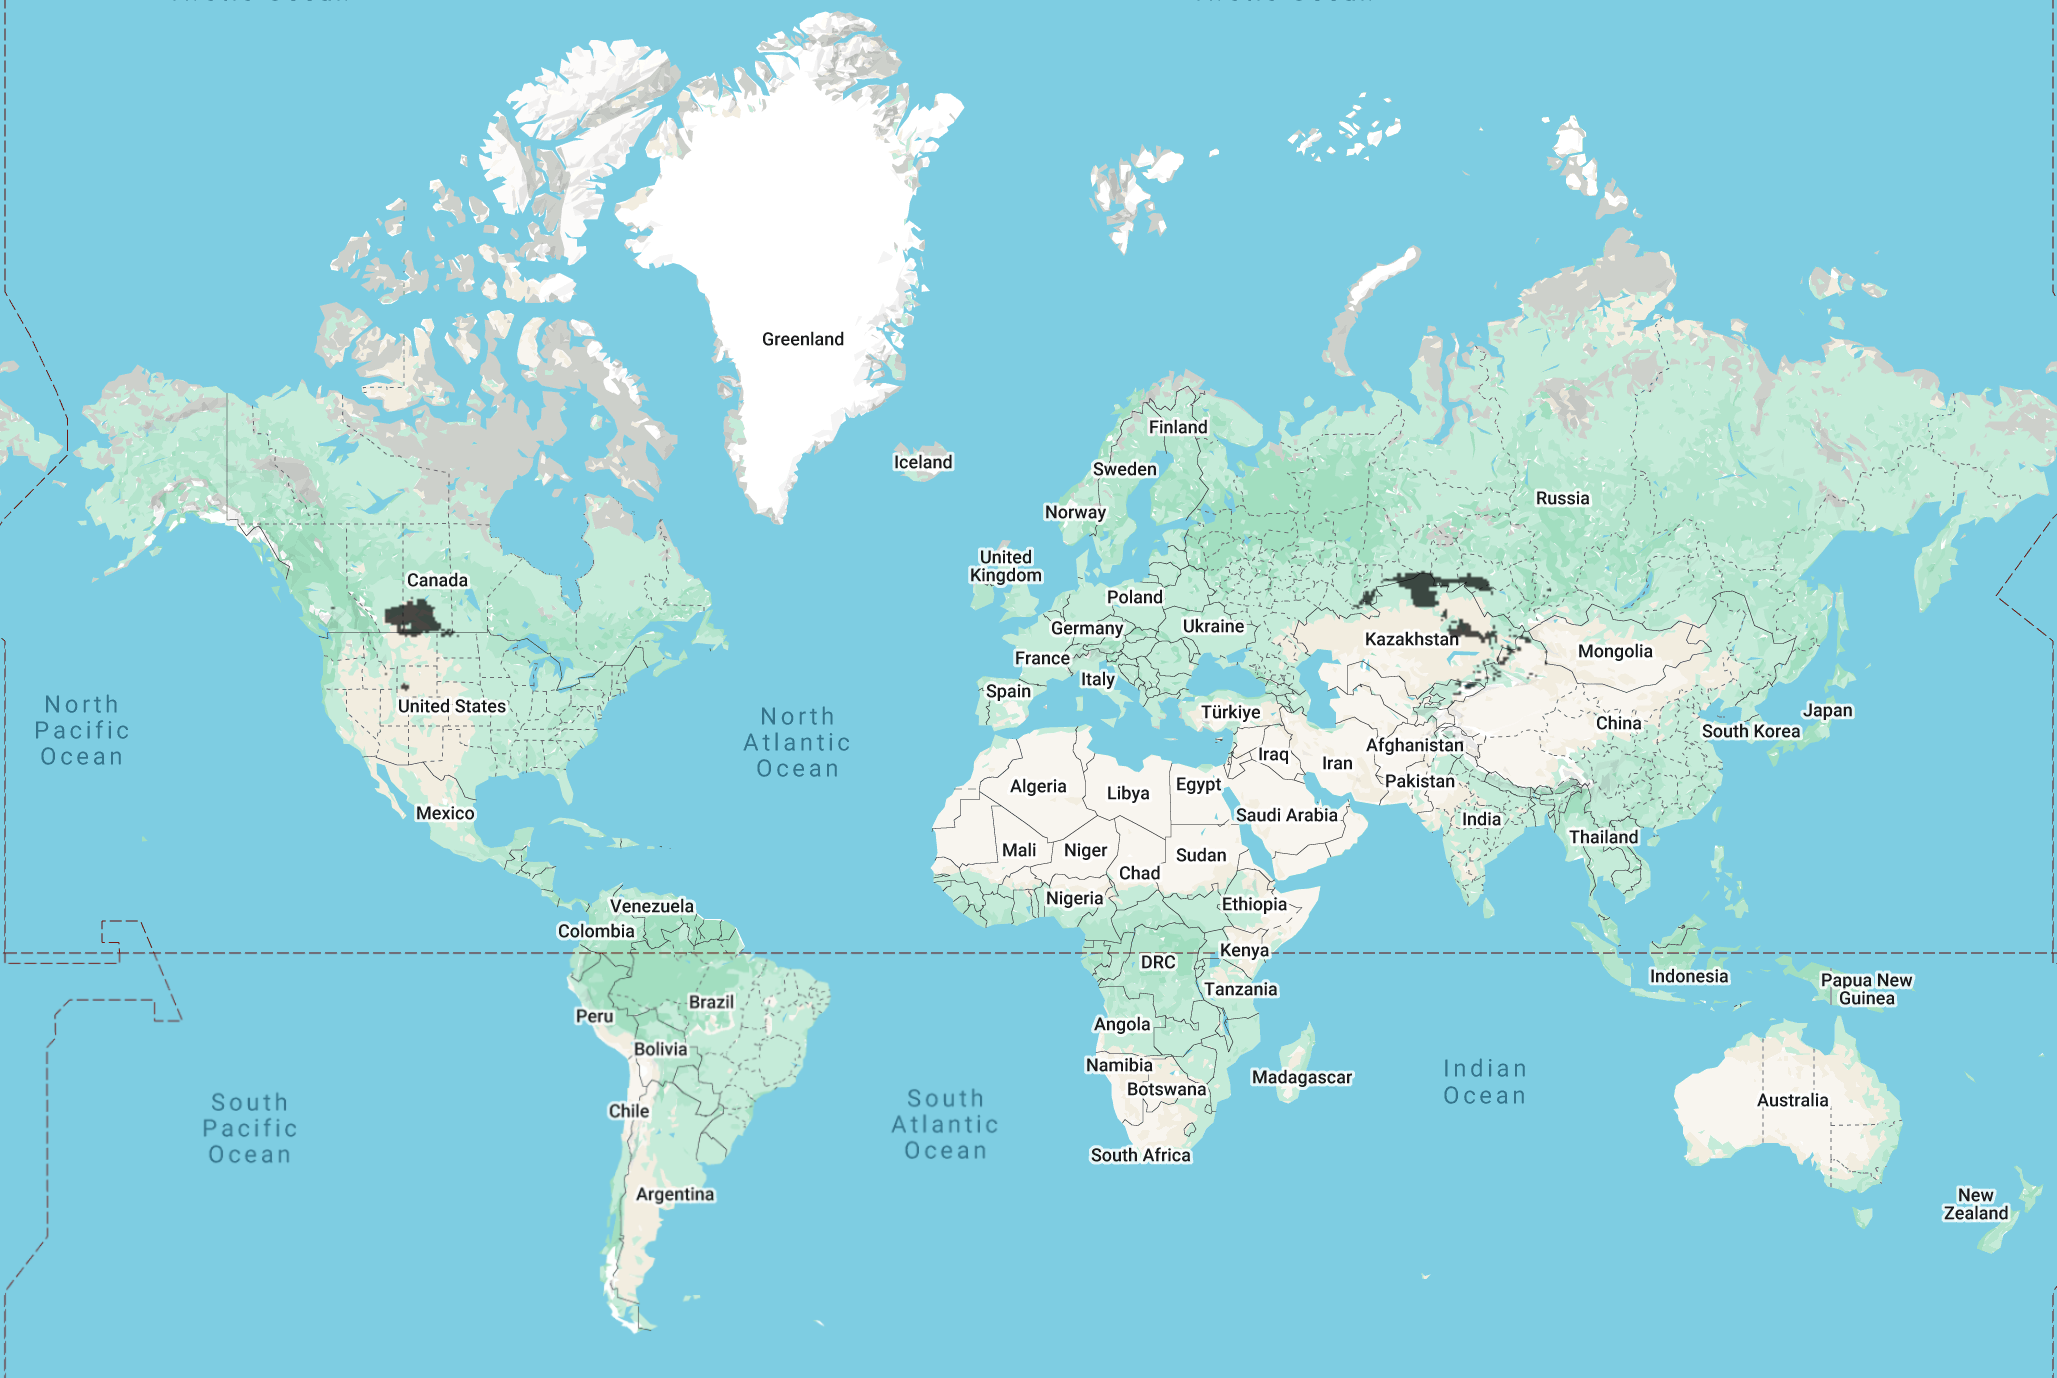 Greenland
Iceland
Finland
Sweden
Norway
Russia
United
Kingdom
Canada
Poland
Germany
Ukraine
Kazakhstan
Mongolia
France
Italy
Spain
United States
Türkiye
China
Japan
South Korea
North
Pacific
Ocean
North
Atlantic
Ocean
Afghanistan
Iraq
Iran
Pakistan
Algeria
Libya
Egypt
Saudi Arabia
India
Mexico
Thailand
Mali
Niger
Sudan
Chad
Nigeria
Ethiopia
Venezuela
Colombia
Kenya
DRC
Indonesia
Papua New
Guinea
Tanzania
Brazil
Peru
Angola
Bolivia
Namibia
Botswana
Madagascar
Indian
Ocean
Chile
Australia
South
Pacific
Ocean
South
Atlantic
Ocean
South Africa
Argentina
New
Zealand